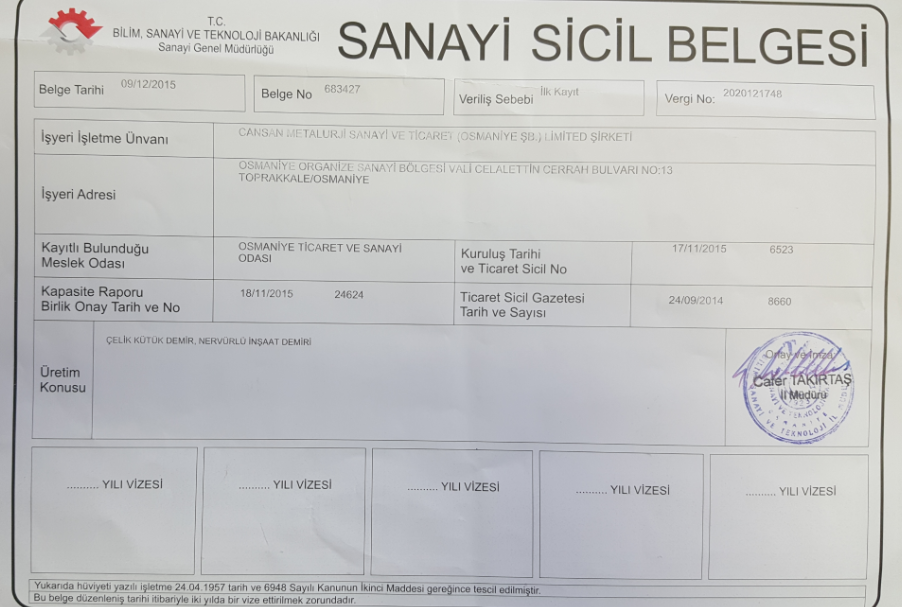 T.C.
BİLİM, SANAYİ VE TEKNOLOJİ BAKANLIĞI
Sanayi Genel Müdürlüğü
SANAYİ SİCİL BELGESİ
Belge Tarihi 09/12/2015
Belge No 683427
Veriliş Sebebi İlk Kayıt
Vergi No: 2020121748
İşyeri İşletme Ünvanı
CANSAN METALURJİ SANAYİ VE TİCARET (OSMANİYE ŞB.) LİMİTED ŞİRKETİ
İşyeri Adresi
OSMANİYE ORGANİZE SANAYİ BÖLGESİ VALİ CELALETTİN CERRAH BULVARI NO:13
TOPRAKKALE/OSMANİYE
Kayıtlı Bulunduğu
Meslek Odası
OSMANİYE TİCARET VE SANAYİ
ODASI
Kuruluş Tarihi
ve Ticaret Sicil No
17/11/2015 6523
Kapasite Raporu
Birlik Onay Tarih ve No
18/11/2015 24624
Ticaret Sicil Gazetesi
Tarih ve Sayısı
24/09/2014 8660
Üretim
Konusu
ÇELİK KÜTÜK DEMİR, NERVÜRLÜ İNŞAAT DEMİRİ
Onay ve İmza
Cafer TAKIRTAŞ
İl Müdürü
.......... YILI VİZESİ
.......... YILI VİZESİ
.......... YILI VİZESİ
.......... YILI VİZESİ
.......... YILI VİZESİ
Yukarıda hüviyeti yazılı işletme 24.04.1957 tarih ve 6948 Sayılı Kanunun İkinci Maddesi gereğince tescil edilmiştir.
Bu belge düzenleniş tarihi itibariyle iki yılda bir vize ettirilmek zorundadır.